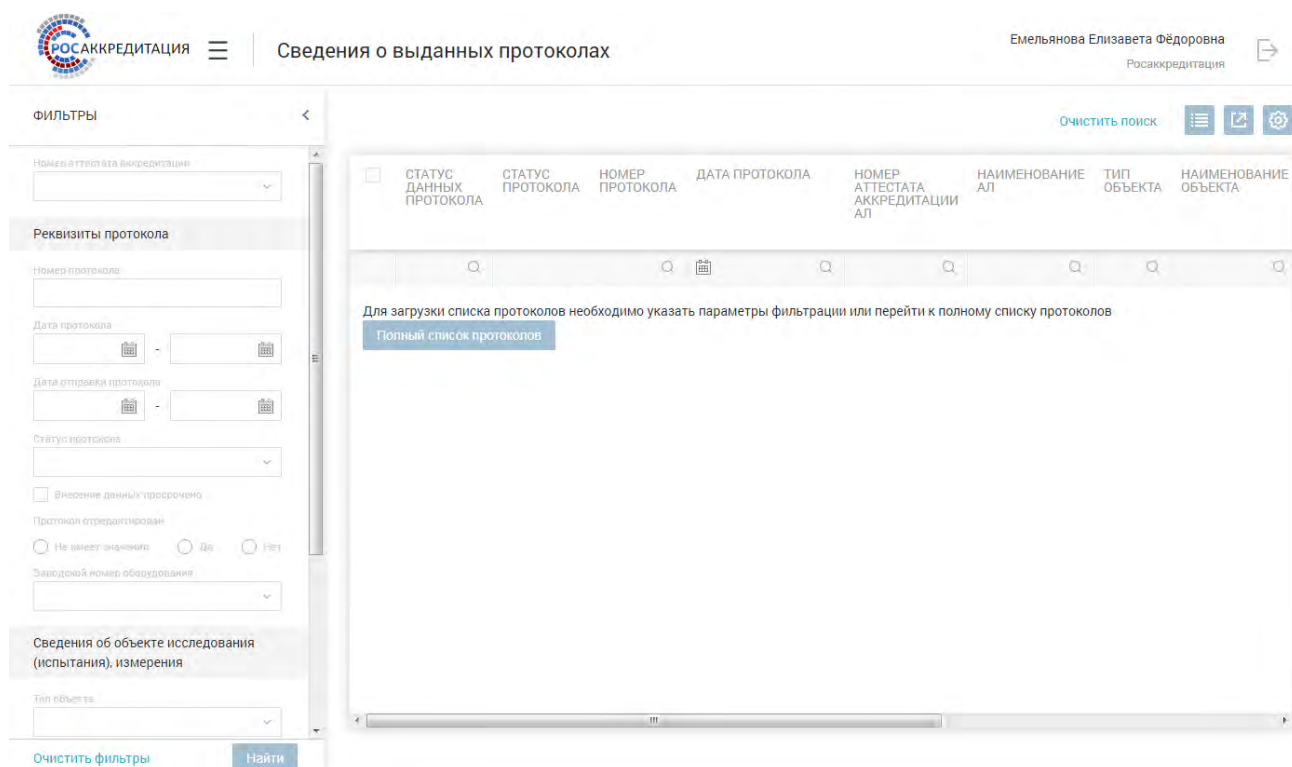 РОСАККРЕДИТАЦИЯ
Сведения о выданных протоколах
Емельянова Елизавета Фёдоровна
Росаккредитация
ФИЛЬТРЫ
Номер аттестата аккредитации
Реквизиты протокола
Номер протокола
Дата протокола
-
Дата отправки протокола
-
Статус протокола
Внесение данных просрочено
Протокол отредактирован
Не имеет значения Да Нет
Заводской номер оборудования
Сведения об объекте исследования
(испытания), измерения
Тип объекта
Очистить фильтры Найти
Очистить поиск
СТАТУС ДАННЫХ ПРОТОКОЛА
СТАТУС ПРОТОКОЛА
НОМЕР ПРОТОКОЛА
ДАТА ПРОТОКОЛА
НОМЕР АТТЕСТАТА АККРЕДИТАЦИИ АЛ
НАИМЕНОВАНИЕ АЛ
ТИП ОБЪЕКТА
НАИМЕНОВАНИЕ ОБЪЕКТА
Для загрузки списка протоколов необходимо указать параметры фильтрации или перейти к полному списку протоколов
Полный список протоколов